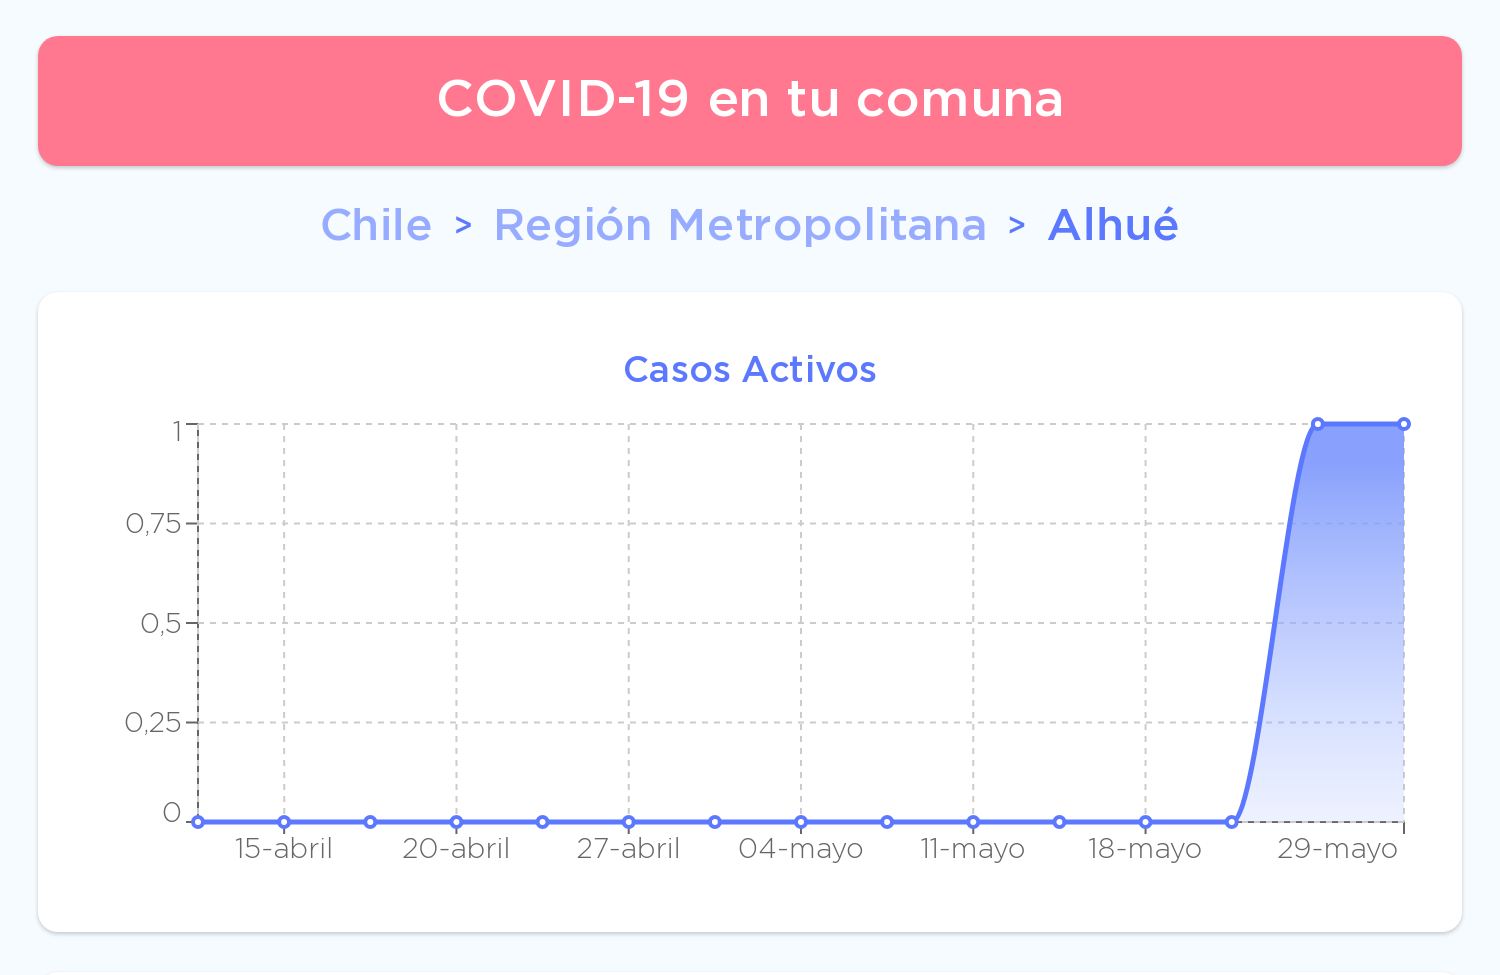 COVID-19 en tu comuna
Chile > Región Metropolitana > Alhué
Casos Activos
1
0,75
0,5
0,25
0
15-abril 20-abril 27-abril 04-mayo 11-mayo 18-mayo 29-mayo